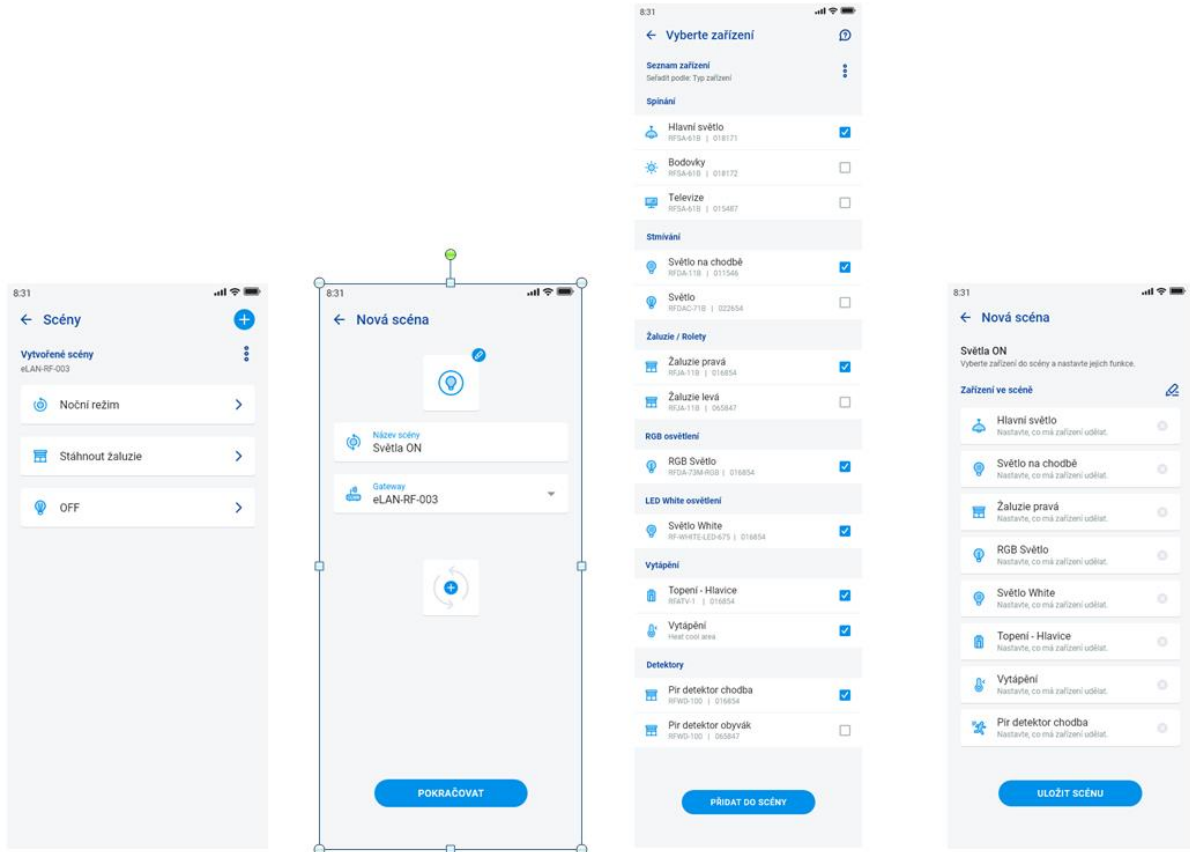 8:31
Scény
Vytvořené scény
eLAN-RF-003
Noční režim
Stáhnout žaluzie
OFF
8:31
Nová scéna
Název scény
Světla ON
Gateway
eLAN-RF-003
POKRAČOVAT
8:31
Vyberte zařízení
Seznam zařízení
Seřadit podle: Typ zařízení
Spínání
Hlavní světlo
RFSA-61B | 018171
Bodovky
RFSA-61B | 018172
Televize
RFSA-61B | 015487
Stmívání
Světlo na chodbě
RFDA-11B | 011546
Světlo
RFDAC-71B | 022654
Žaluzie / Rolety
Žaluzie pravá
RFJA-11B | 016854
Žaluzie levá
RFJA-11B | 065847
RGB osvětlení
RGB Světlo
RFDA-73M-RGB | 016854
LED White osvětlení
Světlo White
RF-WHITE-LED-675 | 016854
Vytápění
Topení - Hlavice
RFATV-1 | 016854
Vytápění
Heat cool area
Detektory
Pir detektor chodba
RFWD-100 | 016854
Pir detektor obyvák
RFWD-100 | 065847
PŘIDAT DO SCÉNY
8:31
Nová scéna
Světla ON
Vyberte zařízení do scény a nastavte jejich funkce.
Zařízení ve scéně
Hlavní světlo
Nastavte, co má zařízení udělat.
Světlo na chodbě
Nastavte, co má zařízení udělat.
Žaluzie pravá
Nastavte, co má zařízení udělat.
RGB Světlo
Nastavte, co má zařízení udělat.
Světlo White
Nastavte, co má zařízení udělat.
Topení - Hlavice
Nastavte, co má zařízení udělat.
Vytápění
Nastavte, co má zařízení udělat.
Pir detektor chodba
Nastavte, co má zařízení udělat.
ULOŽIT SCÉNU